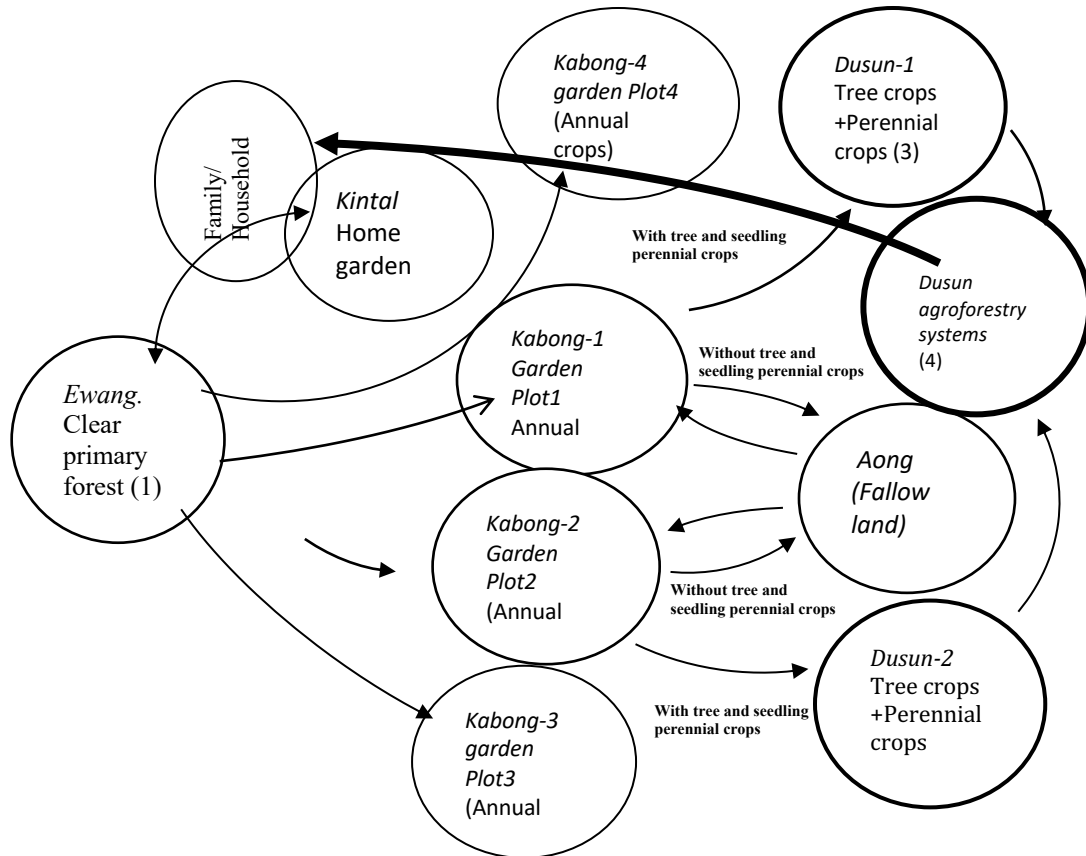 Kabong-4
garden Plot4
(Annual
crops)
Dusun-1
Tree crops
+Perennial
crops (3)
Family/
Household
Kintal
Home
garden
With tree and seedling
perennial crops
Dusun
agroforestry
systems
(4)
Kabong-1
Garden
Plot1
Annual
Without tree and
seedling perennial crops
Ewang.
Clear
primary
forest (1)
Aong
(Fallow
land)
Kabong-2
Garden
Plot2
(Annual
Without tree and
seedling perennial crops
Dusun-2
Tree crops
+Perennial
crops
Kabong-3
garden
Plot3
(Annual
With tree and seedling
perennial crops